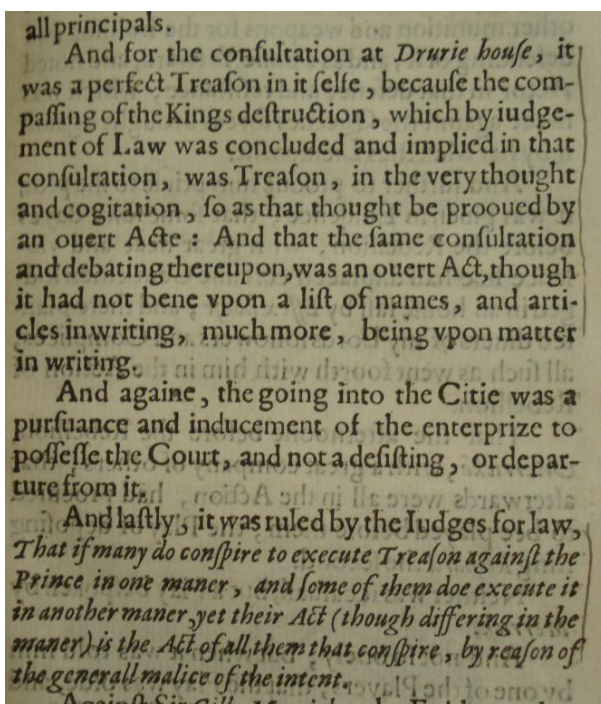 all principals.
And for the conſultation at Drurie houſe, it
was a perfect Treaſon in it ſelfe, becauſe the com-
paſſing of the Kings deſtruction, which by iudge-
ment of Law was concluded and implied in that
conſultation, was Treaſon, in the very thought
and cogitation, ſo as that thought be prooued by
an ouert Acte: And that the ſame conſultation
and debating thereupon, was an ouert Act, though
it had not bene vpon a liſt of names, and arti-
cles in writing, much more, being vpon matter
in writing.
And againe, the going into the Citie was a
purſuance and inducement of the enterprize to
poſſeſſe the Court, and not a deſiſting, or depar-
ture from it.
And laſtly, it was ruled by the Iudges for law,
That if many do conſpire to execute Treaſon againſt the
Prince in one maner, and ſome of them doe execute it
in another maner, yet their Act (though differing in the
maner) is the Act of all them that conſpire, by reaſon of
the generall malice of the intent.
Againſt Sir